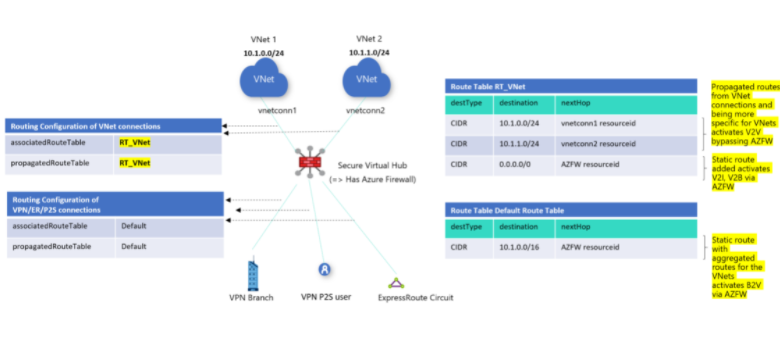 VNet 1
10.1.0.0/24
VNet 2
10.1.1.0/24
VNet
VNet
vnetconn1
vnetconn2
Routing Configuration of VNet connections
associatedRouteTable RT_VNet
propagatedRouteTable RT_VNet
Secure Virtual Hub
(=> Has Azure Firewall)
Routing Configuration of
VPN/ER/P2S connections
associatedRouteTable Default
propagatedRouteTable Default
VPN Branch
VPN P2S user
ExpressRoute Circuit
Route Table RT_VNet
destType destination nextHop
CIDR 10.1.0.0/24 vnetconn1 resourceid
CIDR 10.1.1.0/24 vnetconn2 resourceid
CIDR 0.0.0.0/0 AZFW resourceid
Propagated routes
from VNet
connections and
being more
specific for VNets
activates V2V
bypassing AZFW
Static route
added activates
V2I, V2B via
AZFW
Route Table Default Route Table
destType destination nextHop
CIDR 10.1.0.0/16 AZFW resourceid
Static route
with
aggregated
routes for the
VNets
activates B2V
via AZFW